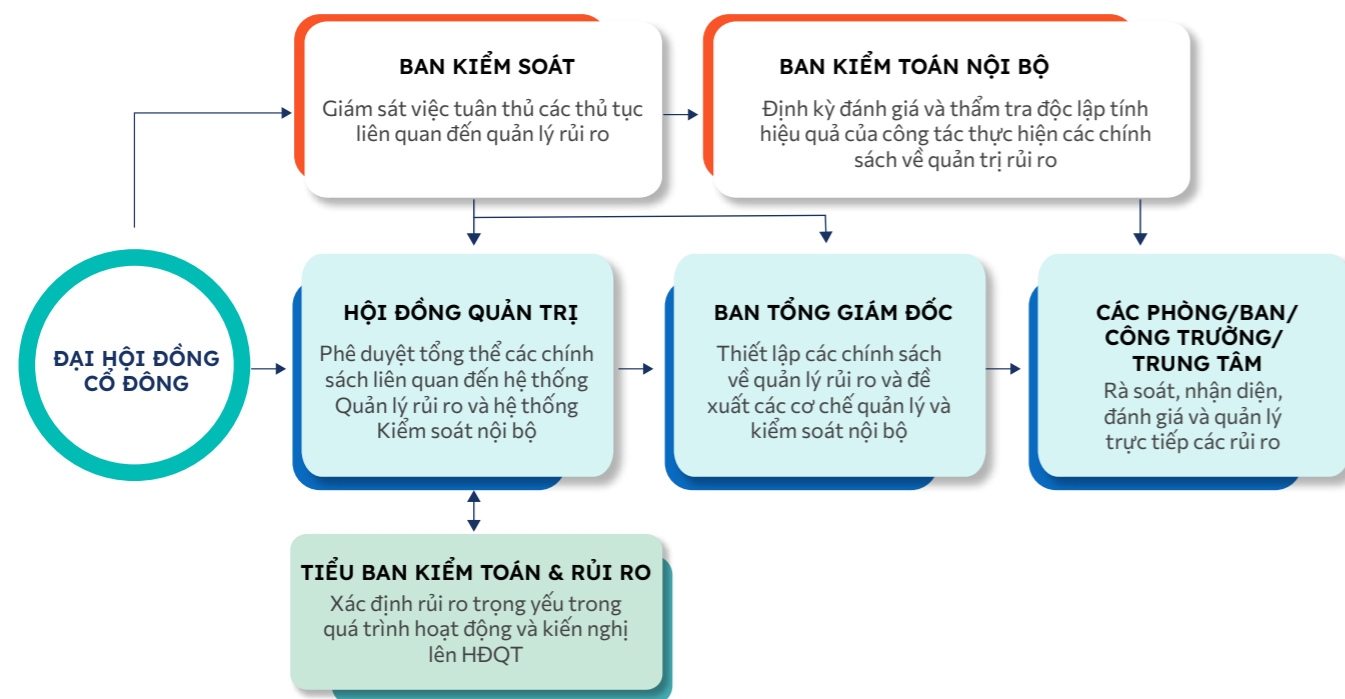 BAN KIỂM SOÁT
Giám sát việc tuân thủ các thủ tục
liên quan đến quản lý rủi ro
BAN KIỂM TOÁN NỘI BỘ
Định kỳ đánh giá và thẩm tra độc lập tính
hiệu quả của công tác thực hiện các chính
sách về quản trị rủi ro
ĐẠI HỘI ĐỒNG
CỔ ĐÔNG
HỘI ĐỒNG QUẢN TRỊ
Phê duyệt tổng thể các chính
sách liên quan đến hệ thống
Quản lý rủi ro và hệ thống
Kiểm soát nội bộ
BAN TỔNG GIÁM ĐỐC
Thiết lập các chính sách
về quản lý rủi ro và đề
xuất các cơ chế quản lý và
kiểm soát nội bộ
CÁC PHÒNG/BAN/
CÔNG TRƯỜNG/
TRUNG TÂM
Rà soát, nhận diện,
đánh giá và quản lý
trực tiếp các rủi ro
TIỂU BAN KIỂM TOÁN & RỦI RO
Xác định rủi ro trọng yếu trong
quá trình hoạt động và kiến nghị
lên HĐQT